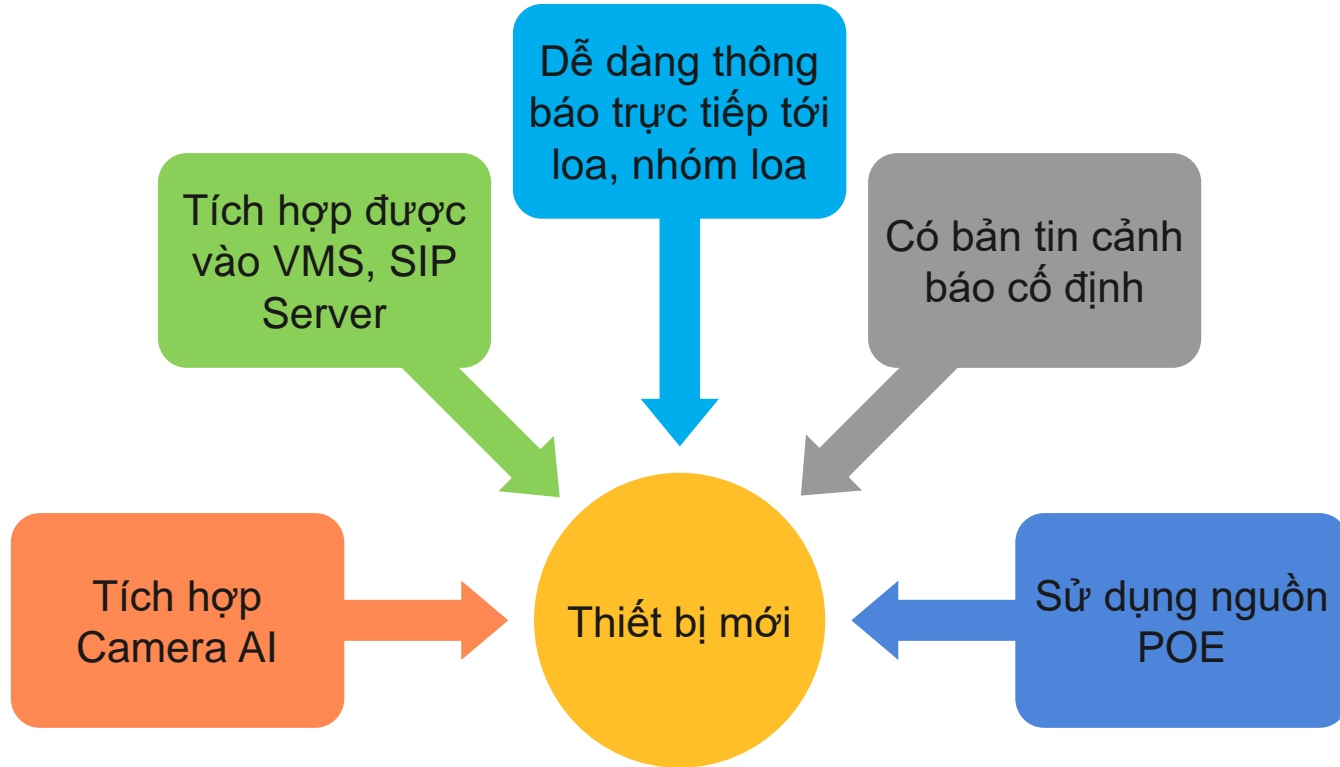 Dễ dàng thông
báo trực tiếp tới
loa, nhóm loa
Tích hợp được
vào VMS, SIP
Server
Có bản tin cảnh
báo cố định
Tích hợp
Camera AI
Thiết bị mới
Sử dụng nguồn
POE